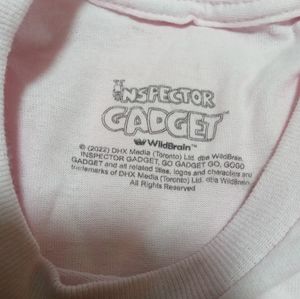 INSPECTOR
GADGET
WildBrain™
© (2022) DHX Media (Toronto) Ltd. dba WildBrain.
INSPECTOR GADGET, GO GADGET GO, GOGO
GADGET and all related titles, logos and characters are
trademarks of DHX Media (Toronto) Ltd. dba WildBrain.
All Rights Reserved